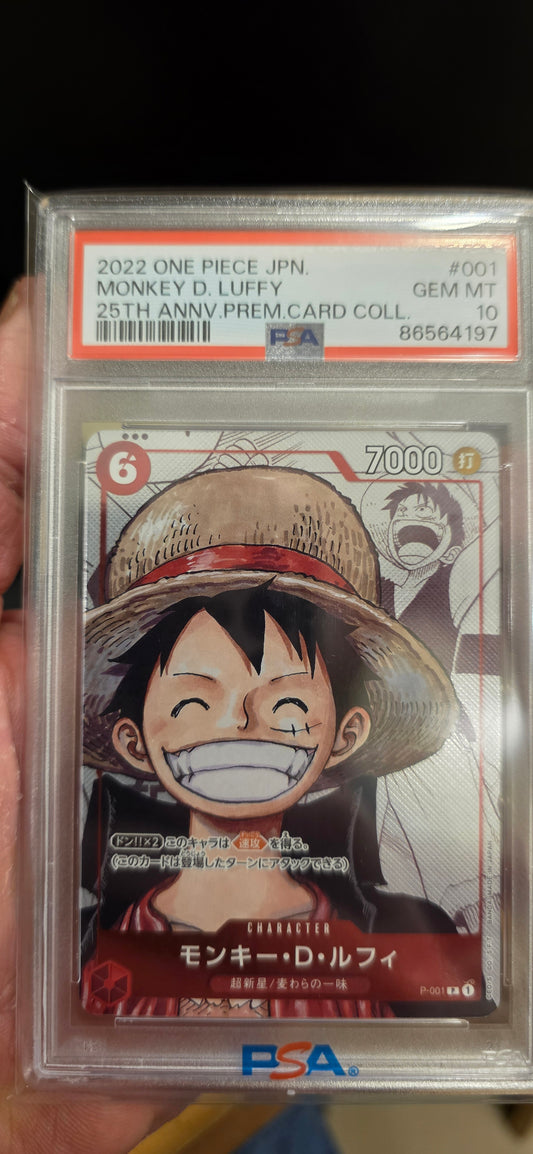 2022 ONE PIECE JPN. #001
MONKEY D. LUFFY GEM MT
25TH ANNV.PREM.CARD COLL. 10
PSA 86564197
6 7000 打
ドン!!×2 このキャラは 速攻 を得る。
(このカードは登場したターンにアタックできる)
CHARACTER
モンキー・D・ルフィ
超新星/麦わらの一味
P-001 P 1
PSA®